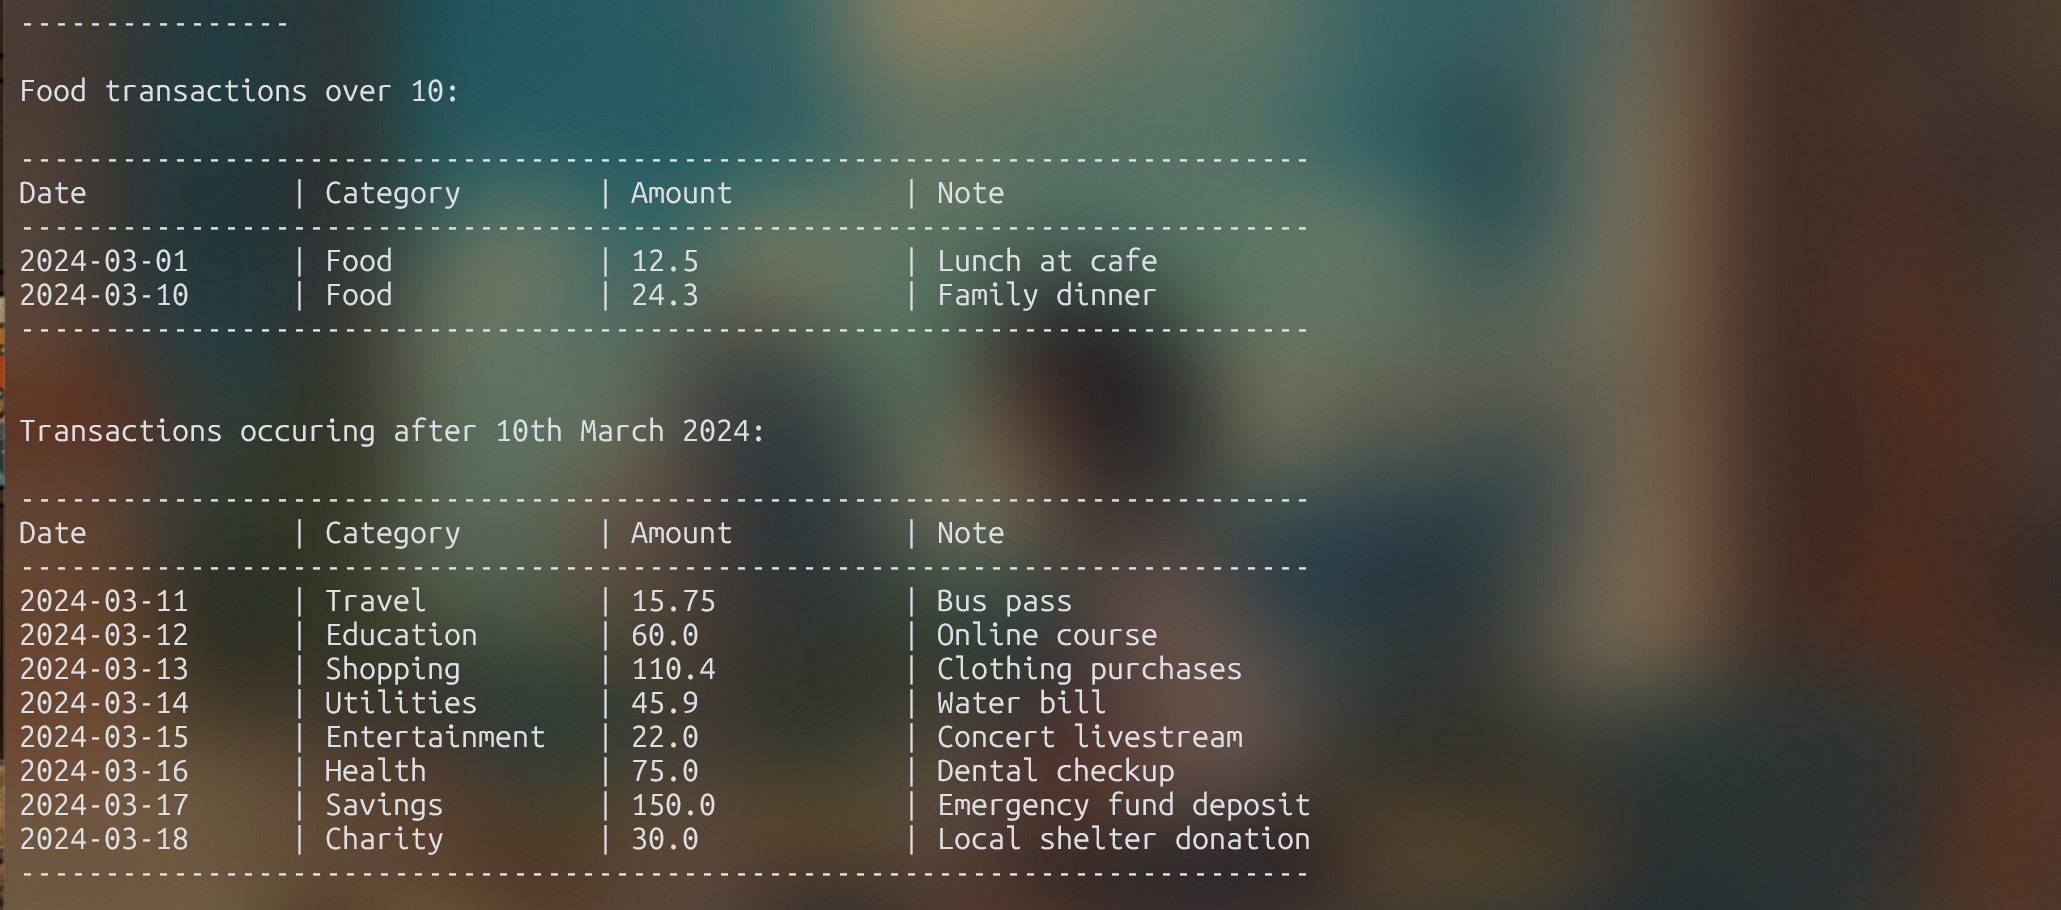 ----------------
Food transactions over 10:
----------------------------------------------------------------------------
Date            | Category        | Amount          | Note
----------------------------------------------------------------------------
2024-03-01      | Food            | 12.5            | Lunch at cafe
2024-03-10      | Food            | 24.3            | Family dinner
----------------------------------------------------------------------------
Transactions occuring after 10th March 2024:
----------------------------------------------------------------------------
Date            | Category        | Amount          | Note
----------------------------------------------------------------------------
2024-03-11      | Travel          | 15.75           | Bus pass
2024-03-12      | Education       | 60.0            | Online course
2024-03-13      | Shopping        | 110.4           | Clothing purchases
2024-03-14      | Utilities       | 45.9            | Water bill
2024-03-15      | Entertainment   | 22.0            | Concert livestream
2024-03-16      | Health          | 75.0            | Dental checkup
2024-03-17      | Savings         | 150.0           | Emergency fund deposit
2024-03-18      | Charity         | 30.0            | Local shelter donation
----------------------------------------------------------------------------